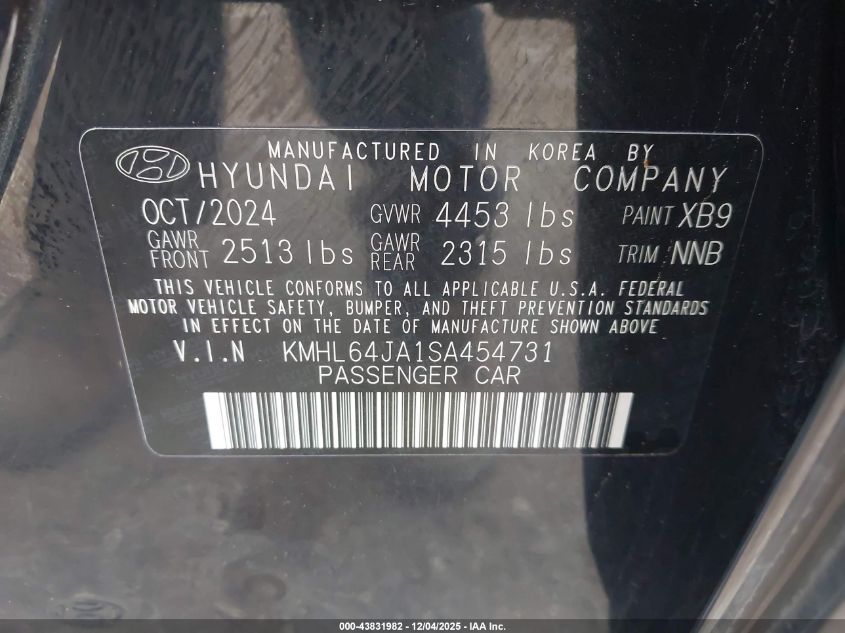 MANUFACTURED IN KOREA BY
HYUNDAI MOTOR COMPANY
OCT/2024 GVWR 4453 lbs PAINT XB9
GAWR FRONT 2513 lbs GAWR REAR 2315 lbs TRIM NNB
THIS VEHICLE CONFORMS TO ALL APPLICABLE U.S.A. FEDERAL
MOTOR VEHICLE SAFETY, BUMPER, AND THEFT PREVENTION STANDARDS
IN EFFECT ON THE DATE OF MANUFACTURE SHOWN ABOVE
V.I.N KMHL64JA1SA454731
PASSENGER CAR
000-43831982 - 12/04/2025 - IAA Inc.